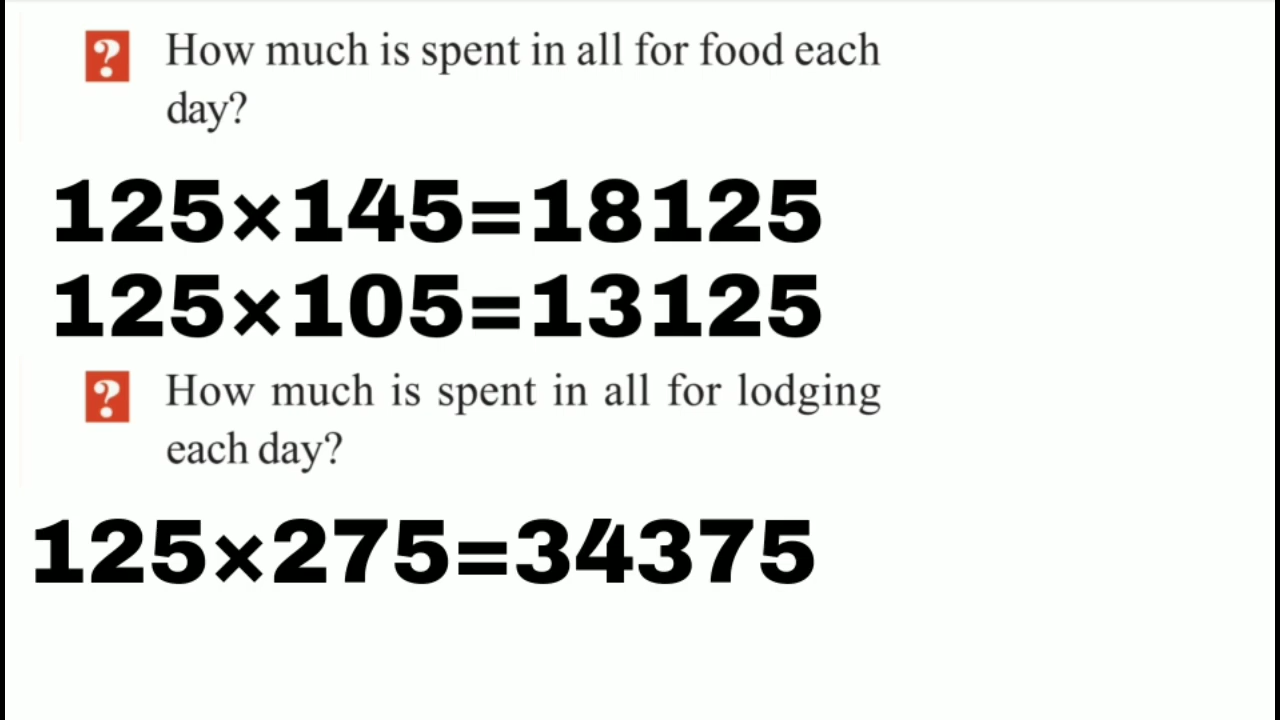 ? How much is spent in all for food each
day?
125×145=18125
125×105=13125
? How much is spent in all for lodging
each day?
125×275=34375